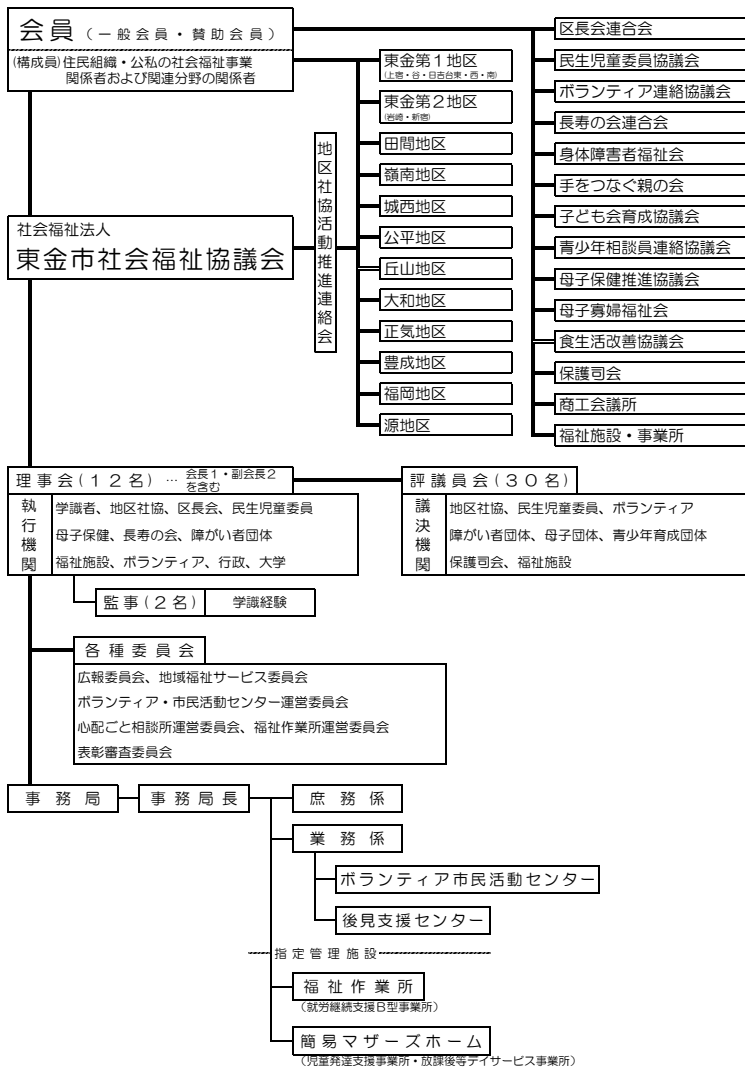 会員（一般会員・賛助会員）
(構成員)住民組織・公私の社会福祉事業
関係者および関連分野の関係者
社会福祉法人
東金市社会福祉協議会
地区社協活動推進連絡会
東金第１地区
(上宿・谷・日吉台東・西・南)
東金第２地区
(岩崎・新宿)
田間地区
嶺南地区
城西地区
公平地区
丘山地区
大和地区
正気地区
豊成地区
福岡地区
源地区
区長会連合会
民生児童委員協議会
ボランティア連絡協議会
長寿の会連合会
身体障害者福祉会
手をつなぐ親の会
子ども会育成協議会
青少年相談員連絡協議会
母子保健推進協議会
母子寡婦福祉会
食生活改善協議会
保護司会
商工会議所
福祉施設・事業所
理事会(１２名) … 会長１・副会長２
を含む
執行機関
学識者、地区社協、区長会、民生児童委員
母子保健、長寿の会、障がい者団体
福祉施設、ボランティア、行政、大学
評議員会(３０名)
議決機関
地区社協、民生児童委員、ボランティア
障がい者団体、母子団体、青少年育成団体
保護司会、福祉施設
監事(２名) 学識経験
各種委員会
広報委員会、地域福祉サービス委員会
ボランティア・市民活動センター運営委員会
心配ごと相談所運営委員会、福祉作業所運営委員会
表彰審査委員会
事務局 事務局長 庶務係
業務係
ボランティア市民活動センター
後見支援センター
指定管理施設
福祉作業所
（就労継続支援Ｂ型事業所）
簡易マザーズホーム
（児童発達支援事業所・放課後等デイサービス事業所）